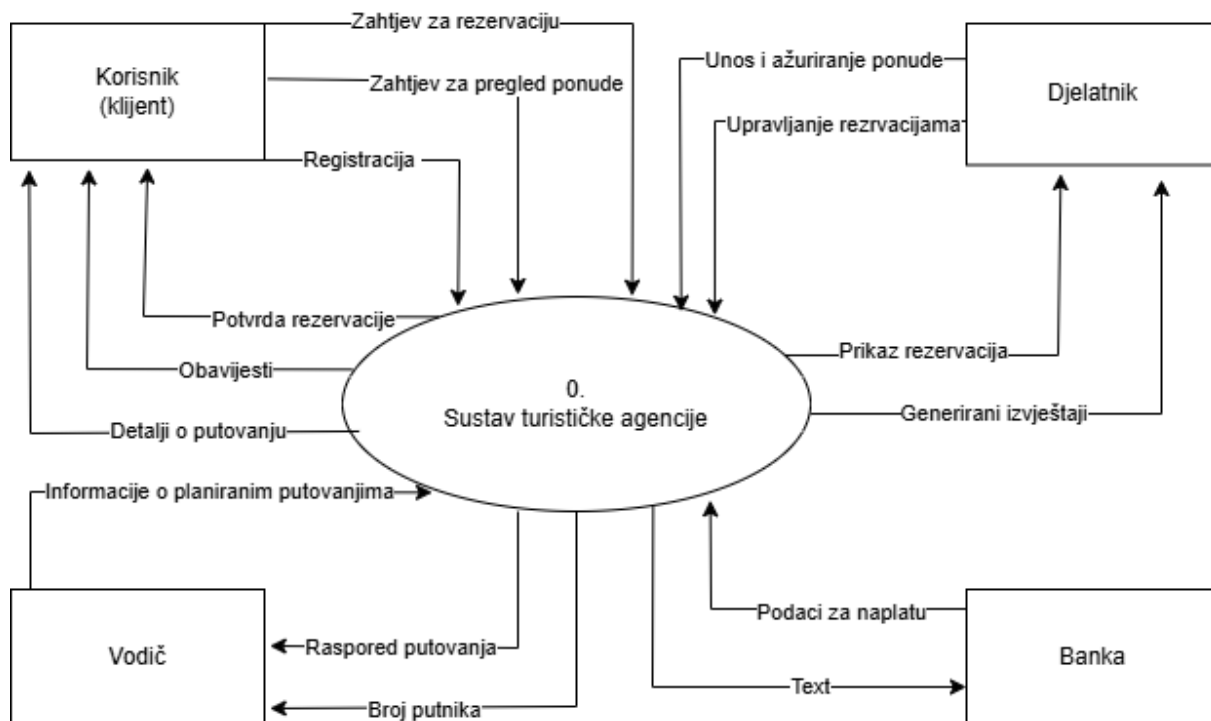 Zahtjev za rezervaciju
Korisnik
(klijent)
Zahtjev za pregled ponude
Registracija
Unos i ažuriranje ponude
Djelatnik
Upravljanje rezrvacijama
Potvrda rezervacije
Obavijesti
Detalji o putovanju
Prikaz rezervacija
Generirani izvještaji
0.
Sustav turističke agencije
Informacije o planiranim putovanjima
Vodič
Raspored putovanja
Broj putnika
Podaci za naplatu
Banka
Text